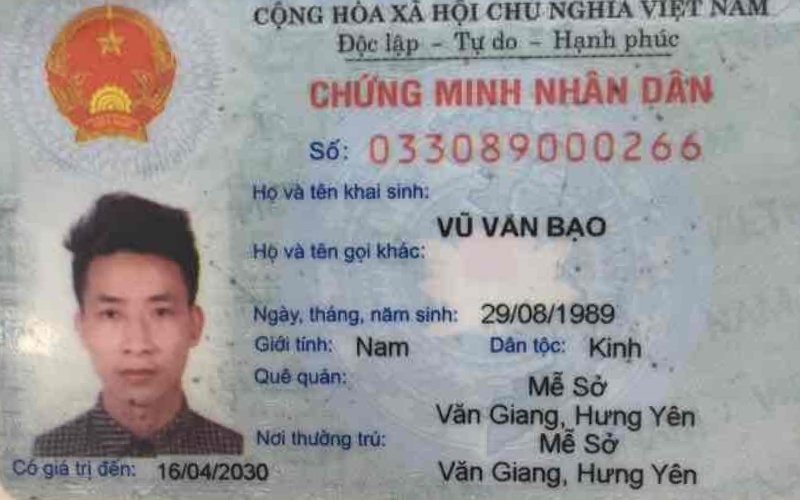 CỘNG HÒA XÃ HỘI CHỦ NGHĨA VIỆT NAM
Độc lập - Tự do - Hạnh phúc
CHỨNG MINH NHÂN DÂN
Số: 033089000266
Họ và tên khai sinh:
VŨ VĂN BẠO
Họ và tên gọi khác:
Ngày, tháng, năm sinh: 29/08/1989
Giới tính: Nam Dân tộc: Kinh
Quê quán: Mễ Sở
Văn Giang, Hưng Yên
Nơi thường trú: Mễ Sở
Văn Giang, Hưng Yên
Có giá trị đến: 16/04/2030